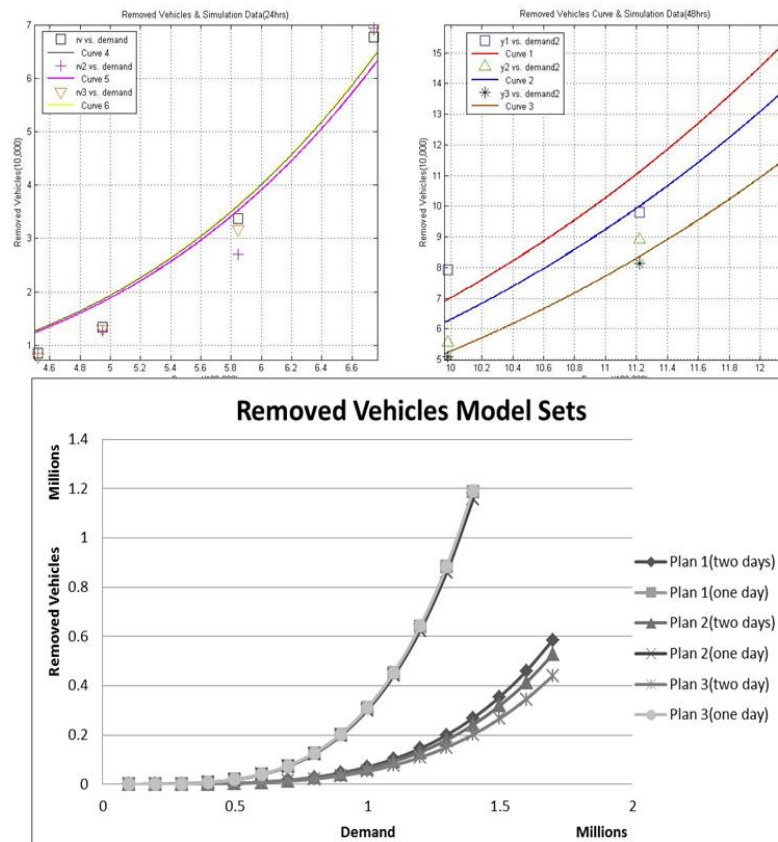 Removed Vehicles & Simulation Data(24hrs)
rv vs. demand
Curve 4
rv2 vs. demand
Curve 5
rv3 vs. demand
Curve 6
Removed Vehicles(10,000)
7
6
5
4
3
2
1
4.6 4.8 5 5.2 5.4 5.6 5.8 6 6.2 6.4 6.6
Removed Vehicles Curve & Simulation Data(48hrs)
y1 vs. demand2
Curve 1
y2 vs. demand2
Curve 2
y3 vs. demand2
Curve 3
Removed Vehicles(10,000)
15
14
13
12
11
10
9
8
7
6
5
10 10.2 10.4 10.6 10.8 11 11.2 11.4 11.6 11.8 12
Removed Vehicles Model Sets
Millions
Removed Vehicles
1.4
1.2
1
0.8
0.6
0.4
0.2
0
0 0.5 1 1.5 2
Demand
Millions
Plan 1(two days)
Plan 1(one day)
Plan 2(two days)
Plan 2(one day)
Plan 3(two day)
Plan 3(one day)